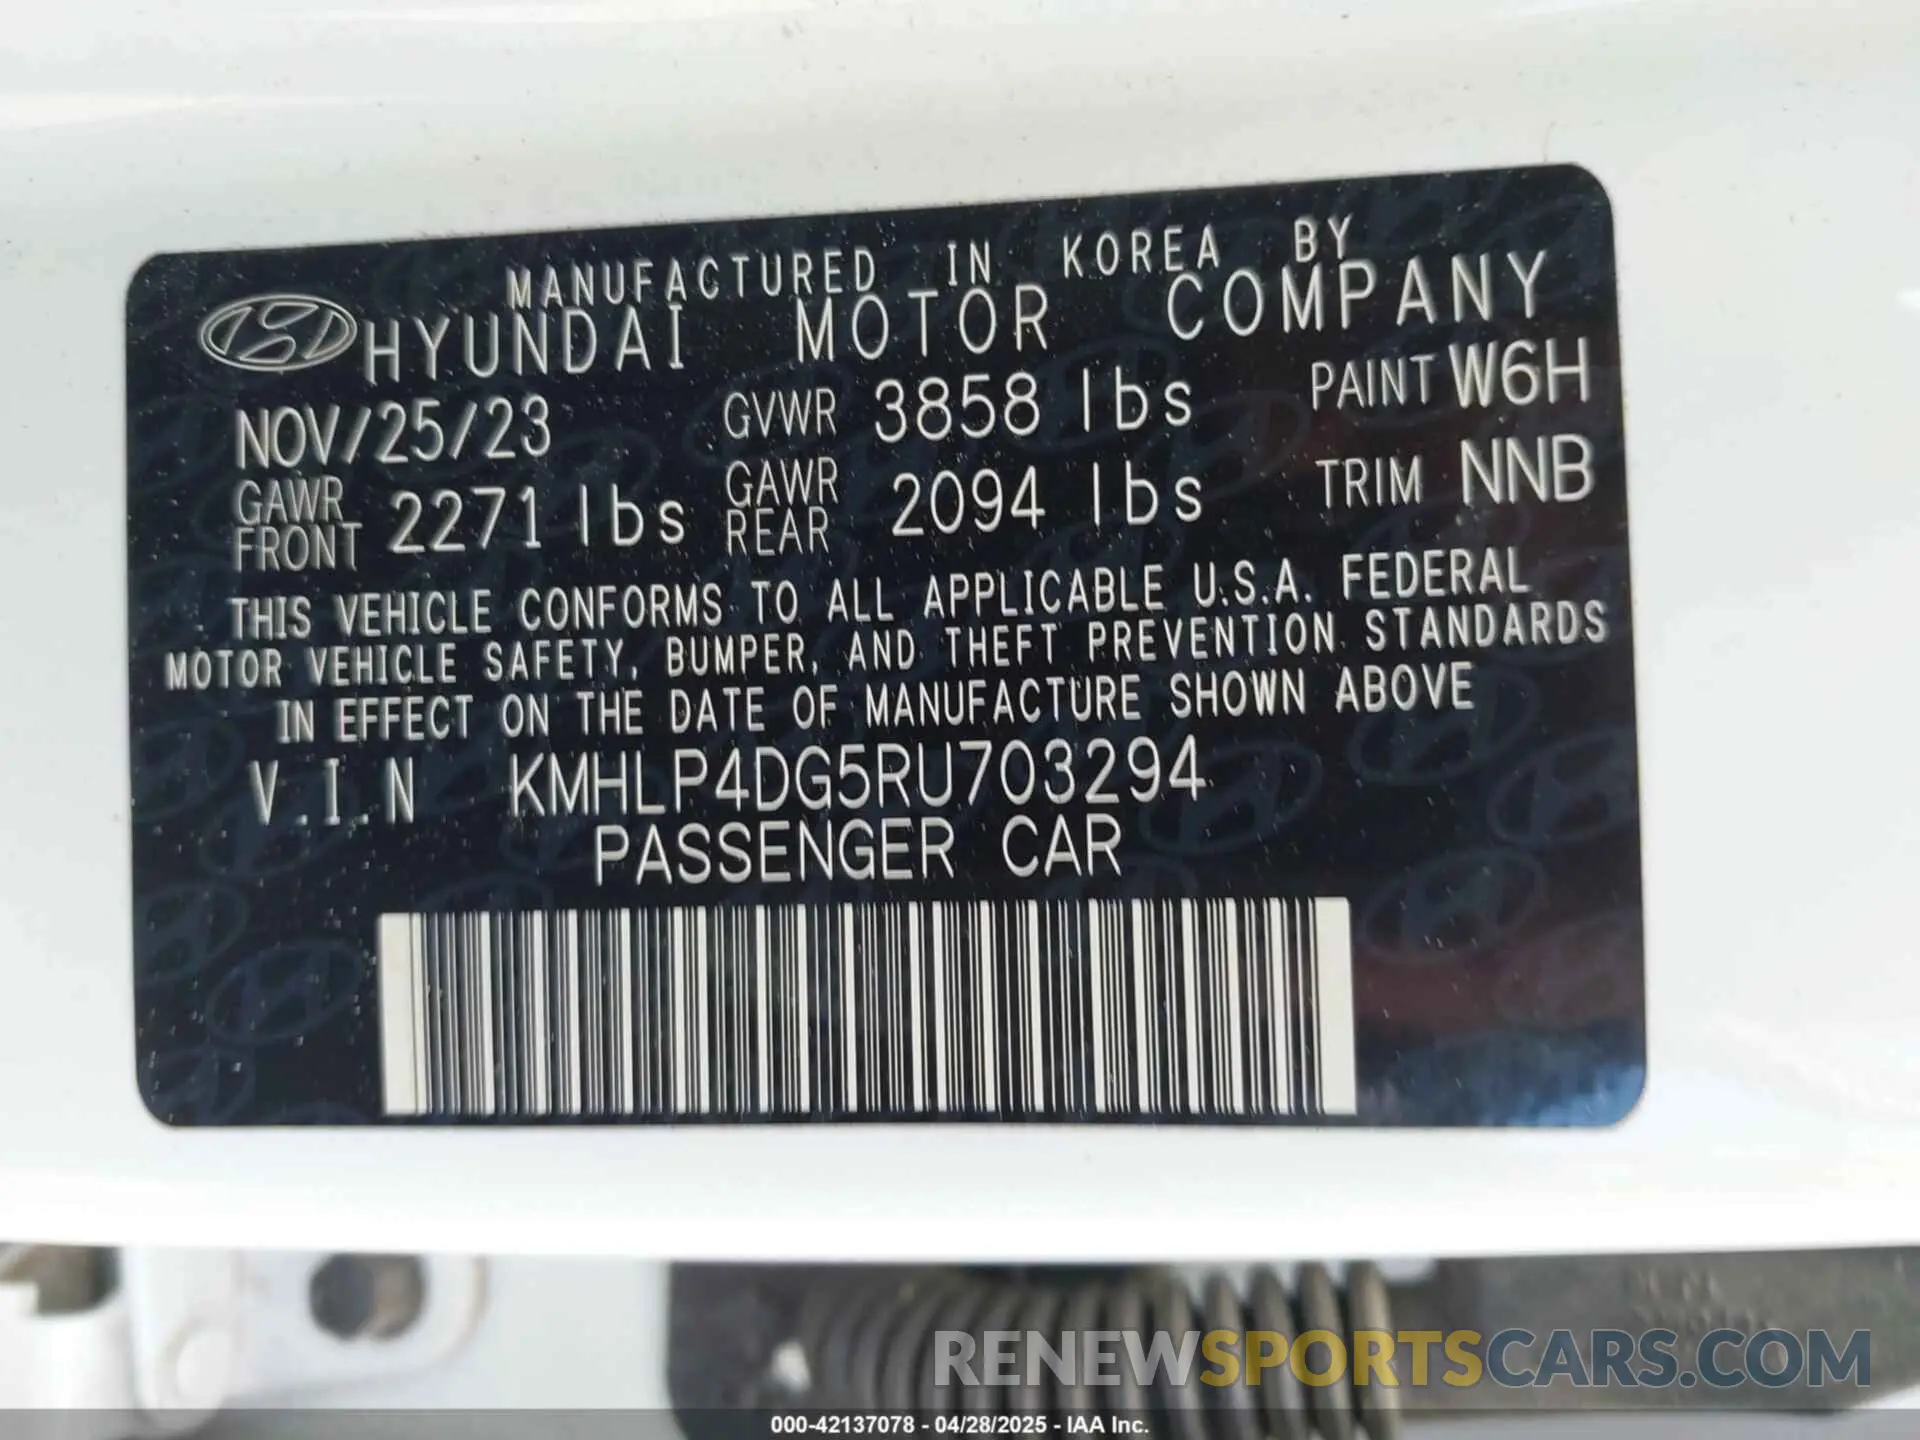 MANUFACTURED IN KOREA BY
HYUNDAI MOTOR COMPANY
NOV/25/23 GVWR 3858 lbs PAINT W6H
GAWR FRONT 2271 lbs GAWR REAR 2094 lbs TRIM NNB
THIS VEHICLE CONFORMS TO ALL APPLICABLE U.S.A. FEDERAL
MOTOR VEHICLE SAFETY, BUMPER, AND THEFT PREVENTION STANDARDS
IN EFFECT ON THE DATE OF MANUFACTURE SHOWN ABOVE
V.I.N KMHLP4DG5RU703294
PASSENGER CAR
RENEWSPORTSCARS.COM
000-42137078 - 04/28/2025 - IAA Inc.